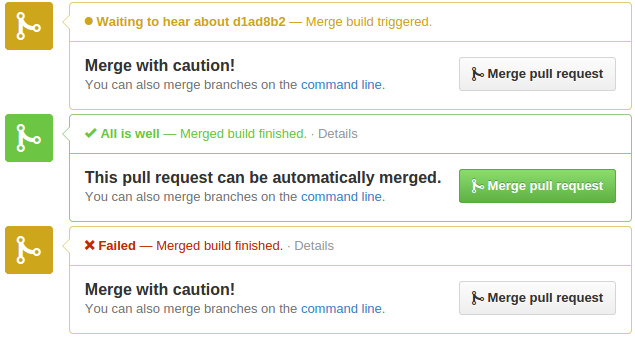 Waiting to hear about d1ad8b2 — Merge build triggered.
Merge with caution!
You can also merge branches on the command line.
Merge pull request
All is well — Merged build finished. · Details
This pull request can be automatically merged.
You can also merge branches on the command line.
Merge pull request
Failed — Merged build finished. · Details
Merge with caution!
You can also merge branches on the command line.
Merge pull request